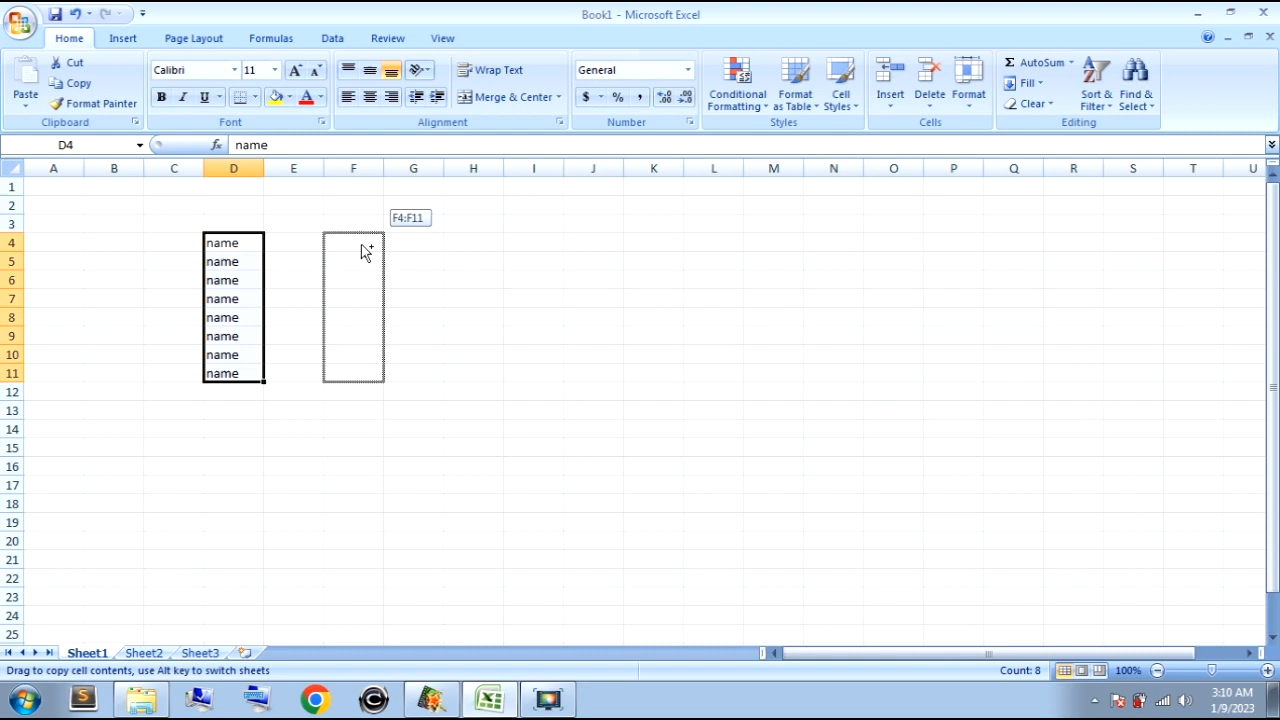 Book1 - Microsoft Excel
Home Insert Page Layout Formulas Data Review View
Paste
Cut
Copy
Format Painter
Clipboard
Calibri 11
B I U
Font
Wrap Text
Merge & Center
Alignment
General
$ % ,
Number
Conditional Formatting
Format as Table
Cell Styles
Styles
Insert
Delete
Format
Cells
Σ AutoSum
Fill
Clear
Sort & Filter
Find & Select
Editing
D4 fx name
A B C D E F G H I J K L M N O P Q R S T U
1
2
3 F4:F11
4 name
5 name
6 name
7 name
8 name
9 name
10 name
11 name
12
13
14
15
16
17
18
19
20
21
22
23
24
25
Sheet1 Sheet2 Sheet3
Drag to copy cell contents, use Alt key to switch sheets Count: 8 100%
3:10 AM
1/9/2023